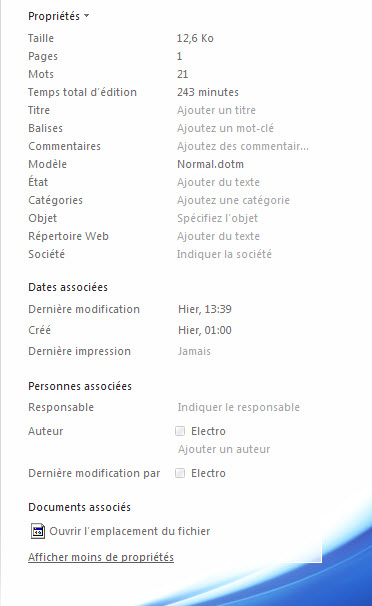 Propriétés
Taille 12,6 Ko
Pages 1
Mots 21
Temps total d'édition 243 minutes
Titre Ajouter un titre
Balises Ajoutez un mot-clé
Commentaires Ajoutez des commentair...
Modèle Normal.dotm
État Ajouter du texte
Catégories Ajoutez une catégorie
Objet Spécifiez l'objet
Répertoire Web Ajouter du texte
Société Indiquer la société
Dates associées
Dernière modification Hier, 13:39
Créé Hier, 01:00
Dernière impression Jamais
Personnes associées
Responsable Indiquer le responsable
Auteur Electro
Ajouter un auteur
Dernière modification par Electro
Documents associés
Ouvrir l'emplacement du fichier
Afficher moins de propriétés